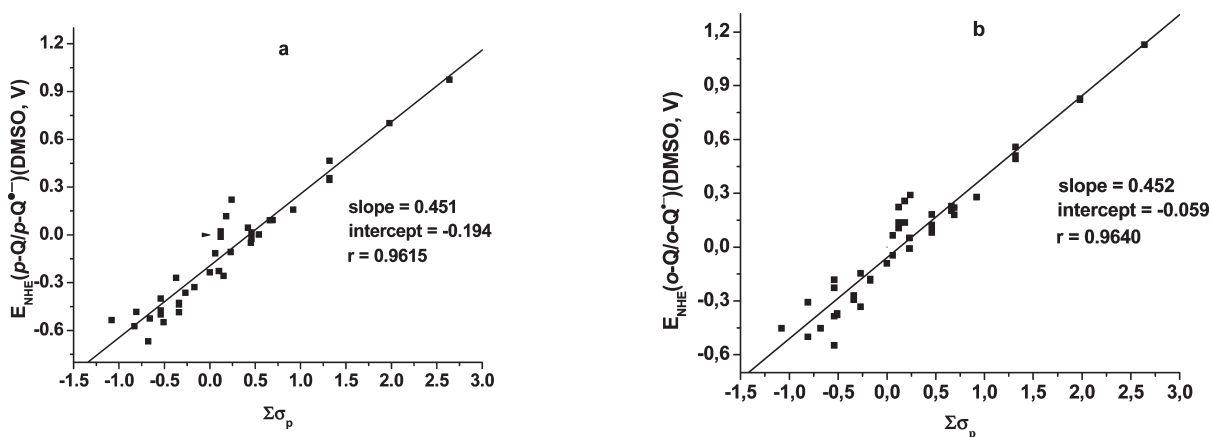 a
1.2
0.9
0.6
0.3
0.0
-0.3
-0.6
E_NHE(p-Q/p-Q•–)(DMSO, V)
slope = 0.451
intercept = -0.194
r = 0.9615
-1.5 -1.0 -0.5 0.0 0.5 1.0 1.5 2.0 2.5 3.0
Σσp
b
1,2
0,9
0,6
0,3
0,0
-0,3
-0,6
E_NHE(o-Q/o-Q•–)(DMSO, V)
slope = 0.452
intercept = -0.059
r = 0.9640
-1,5 -1,0 -0,5 0,0 0,5 1,0 1,5 2,0 2,5 3,0
Σσp